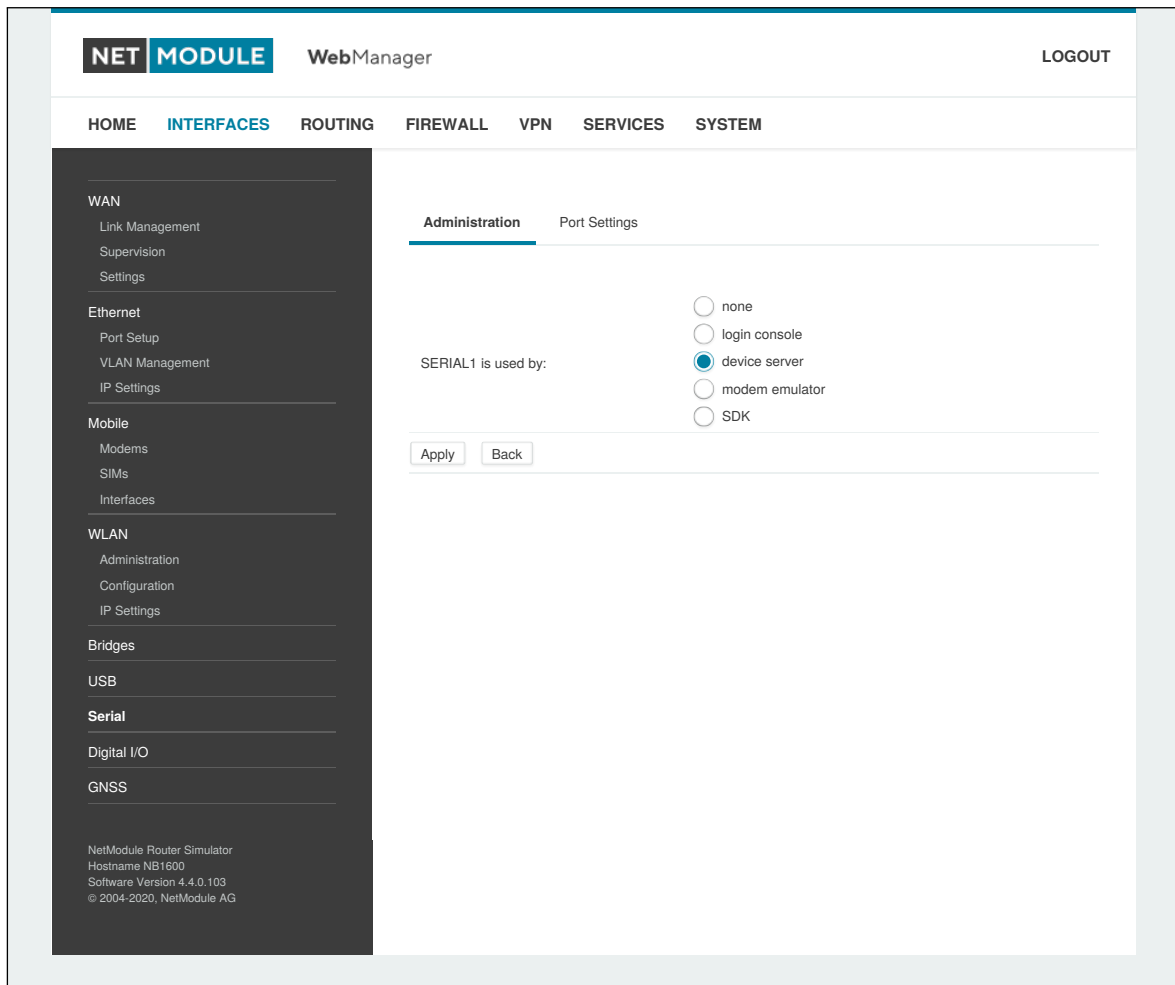 NET MODULE WebManager LOGOUT
HOME INTERFACES ROUTING FIREWALL VPN SERVICES SYSTEM
WAN
Link Management
Supervision
Settings
Ethernet
Port Setup
VLAN Management
IP Settings
Mobile
Modems
SIMs
Interfaces
WLAN
Administration
Configuration
IP Settings
Bridges
USB
Serial
Digital I/O
GNSS
NetModule Router Simulator
Hostname NB1600
Software Version 4.4.0.103
© 2004-2020, NetModule AG
Administration Port Settings
SERIAL1 is used by:
none
login console
device server
modem emulator
SDK
Apply Back